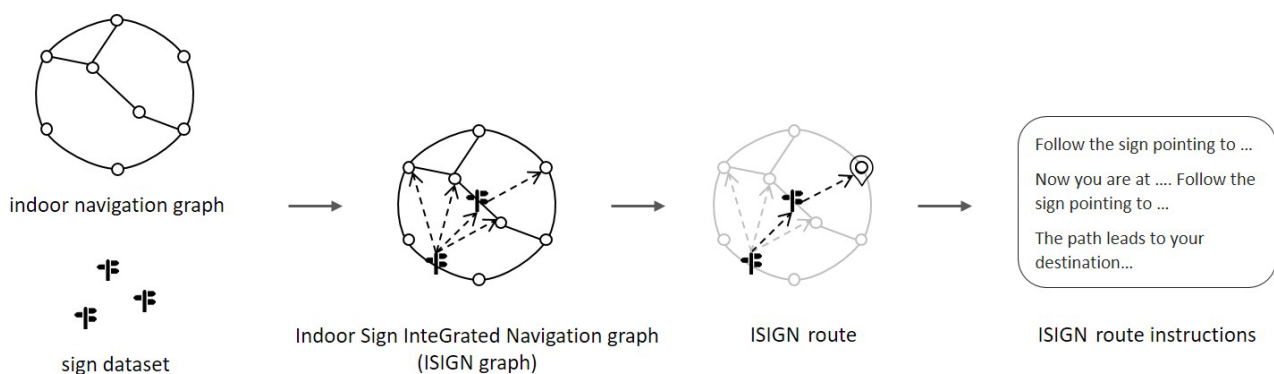 indoor navigation graph
sign dataset
Indoor Sign InteGrated Navigation graph
(ISIGN graph)
ISIGN route
Follow the sign pointing to ...
Now you are at .... Follow the
sign pointing to ...
The path leads to your
destination...
ISIGN route instructions